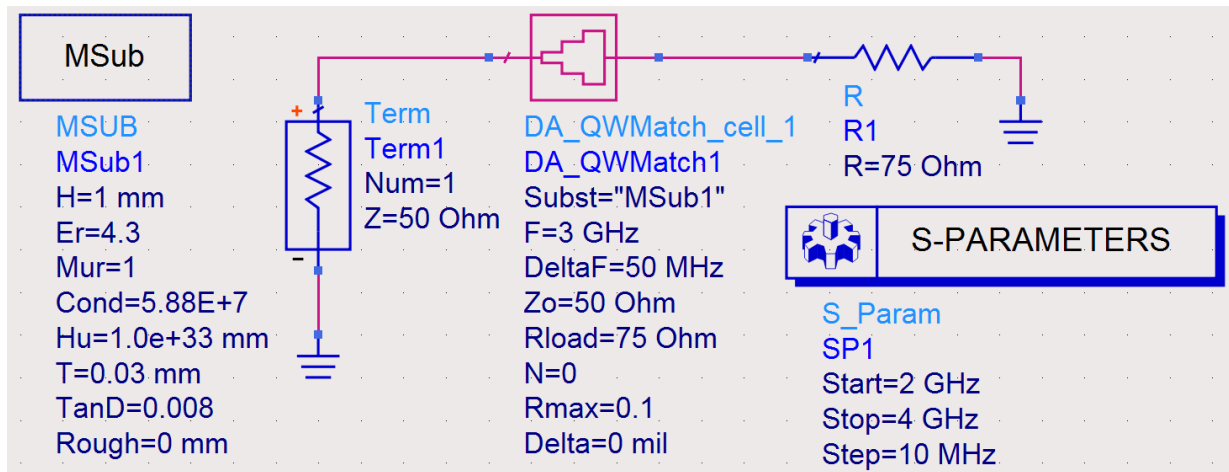 MSub
MSUB
MSub1
H=1 mm
Er=4.3
Mur=1
Cond=5.88E+7
Hu=1.0e+33 mm
T=0.03 mm
TanD=0.008
Rough=0 mm
+
-
Term
Term1
Num=1
Z=50 Ohm
DA_QWMatch_cell_1
DA_QWMatch1
Subst="MSub1"
F=3 GHz
DeltaF=50 MHz
Zo=50 Ohm
Rload=75 Ohm
N=0
Rmax=0.1
Delta=0 mil
R
R1
R=75 Ohm
S-PARAMETERS
S_Param
SP1
Start=2 GHz
Stop=4 GHz
Step=10 MHz